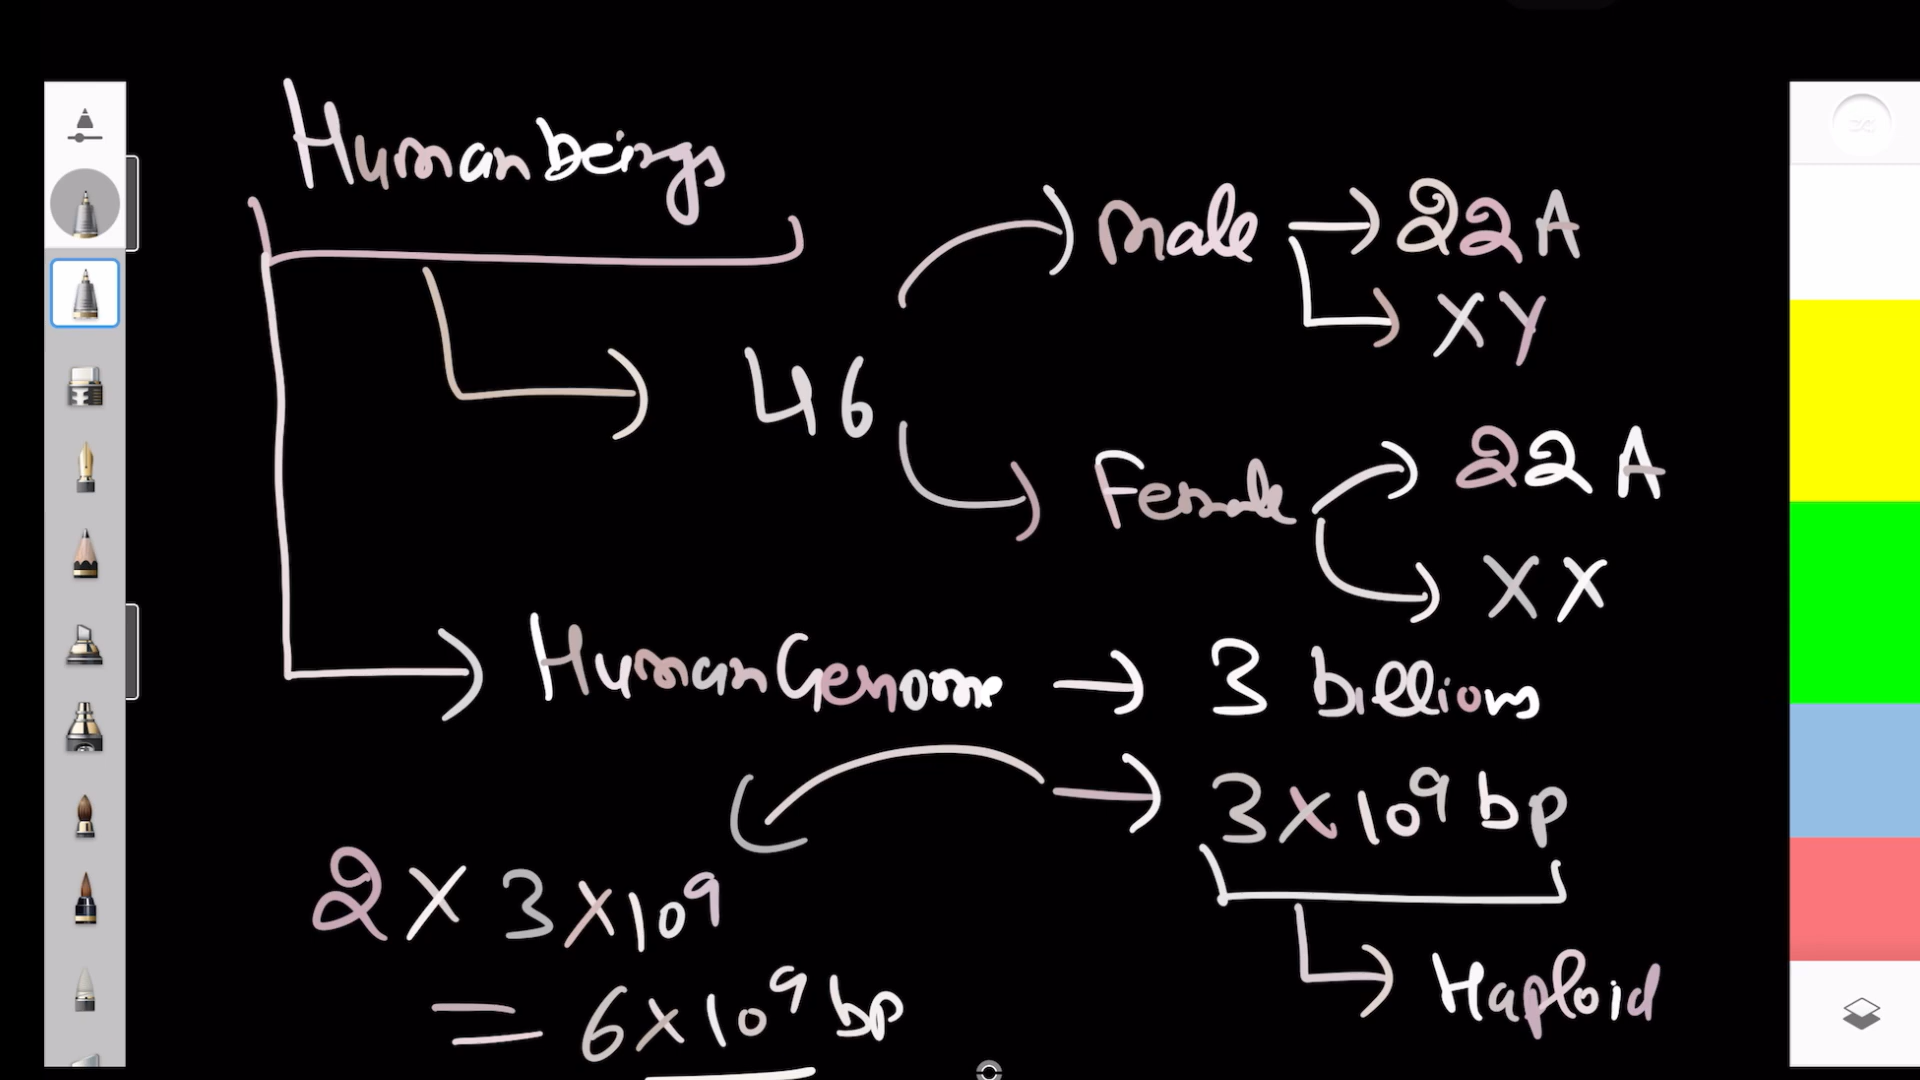 Human beings
Male → 22A
→ XY
→ 46
Female → 22 A
→ XX
→ Human Genome → 3 billions
→ 3 X 10⁹ bp
2 X 3 X 10⁹
→ Haploid
= 6 X 10⁹ bp